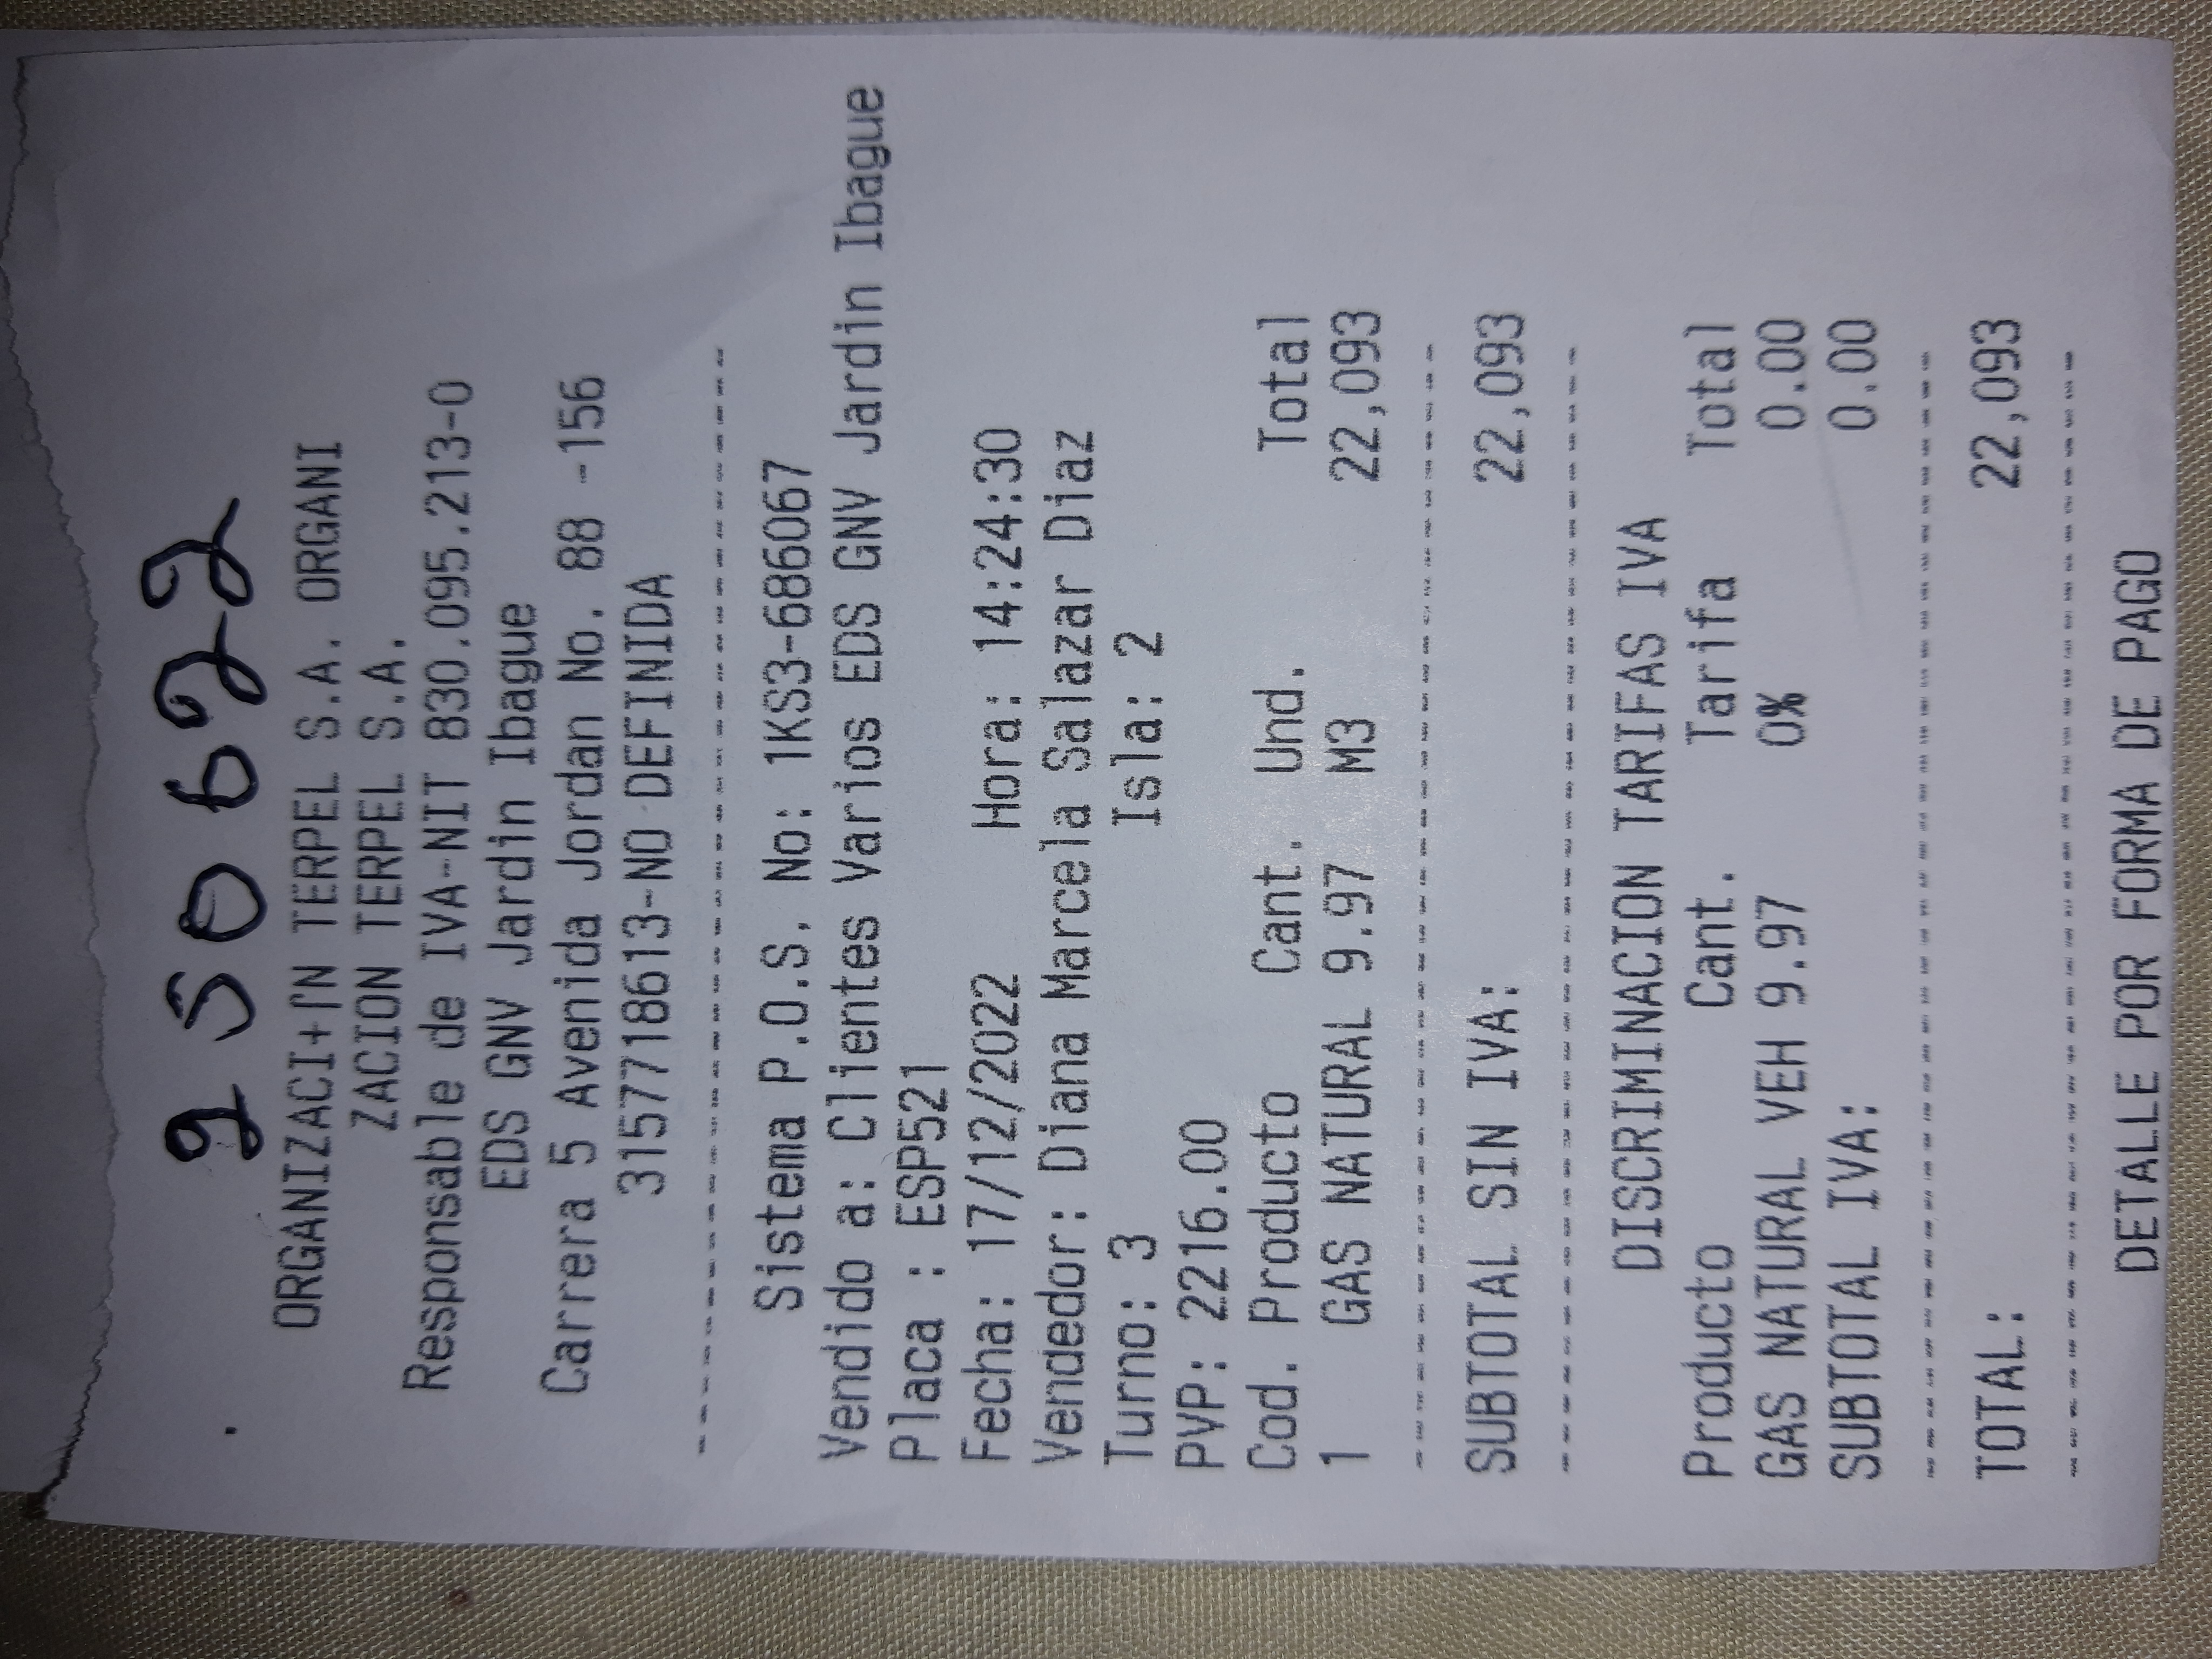 250622
ORGANIZACI+ΓN TERPEL S.A. ORGANI
ZACION TERPEL S.A.
Responsable de IVA-NIT 830.095.213-0
EDS GNV Jardin Ibague
Carrera 5 Avenida Jordan No. 88 -156
3157718613-NO DEFINIDA
Sistema P.O.S. No: 1KS3-686067
Vendido a: Clientes Varios EDS GNV Jardin Ibague
Placa : ESP521
Fecha: 17/12/2022 Hora: 14:24:30
Vendedor: Diana Marcela Salazar Diaz
Turno: 3 Isla: 2
PVP: 2216.00
Cod. Producto Cant. Und. Total
1 GAS NATURAL 9.97 M3 22,093
SUBTOTAL SIN IVA: 22,093
DISCRIMINACION TARIFAS IVA
Producto Cant. Tarifa Total
GAS NATURAL VEH 9.97 0% 0.00
SUBTOTAL IVA: 0.00
TOTAL: 22,093
DETALLE POR FORMA DE PAGO